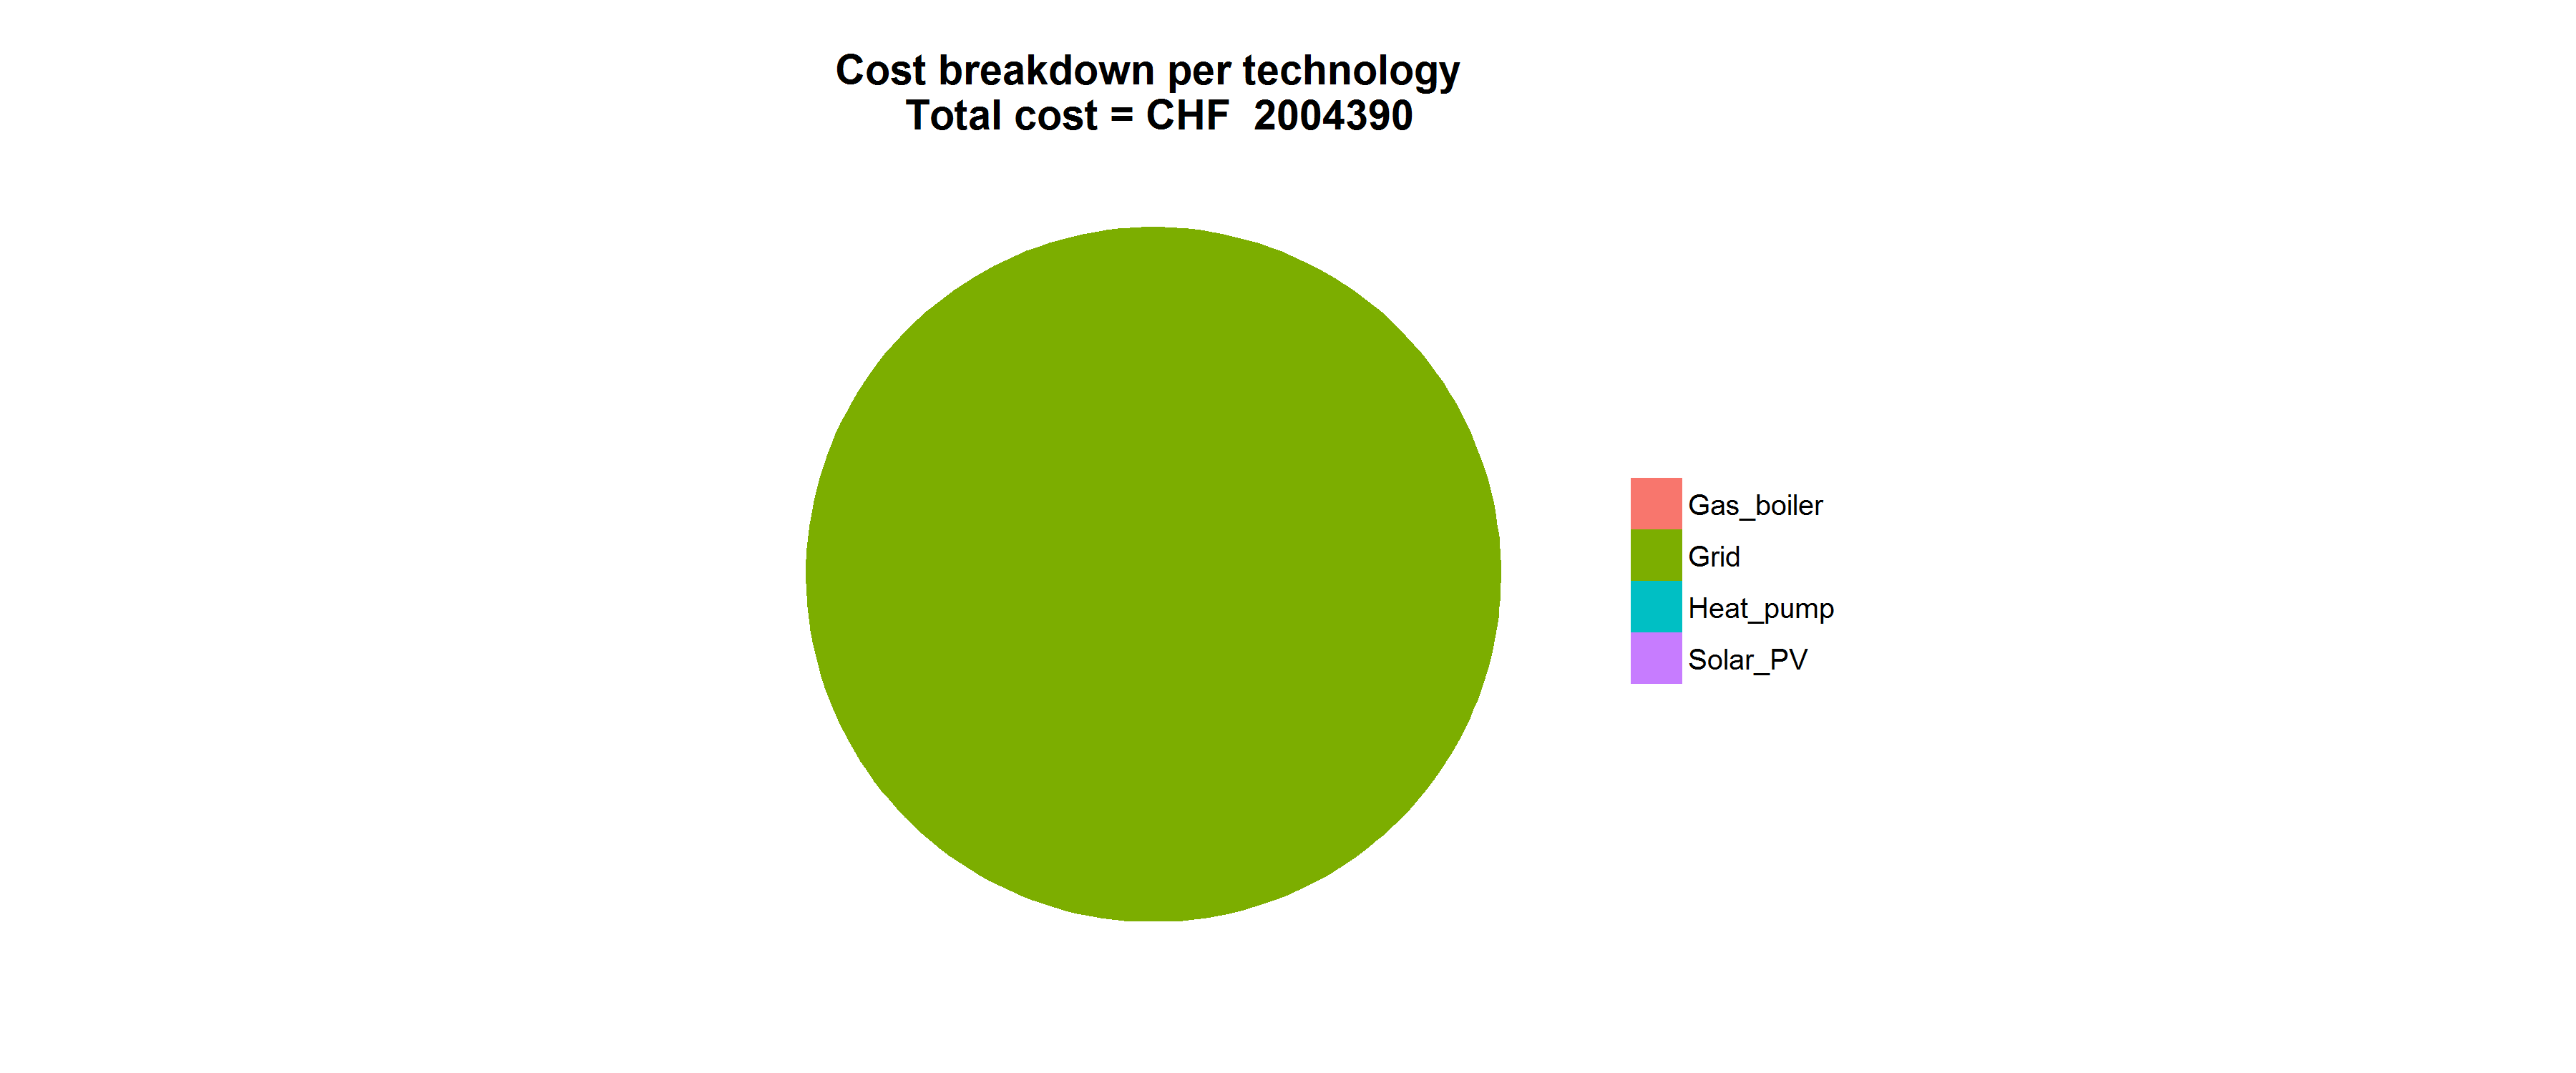 Cost breakdown per technology
Total cost = CHF  2004390
Gas_boiler
Grid
Heat_pump
Solar_PV